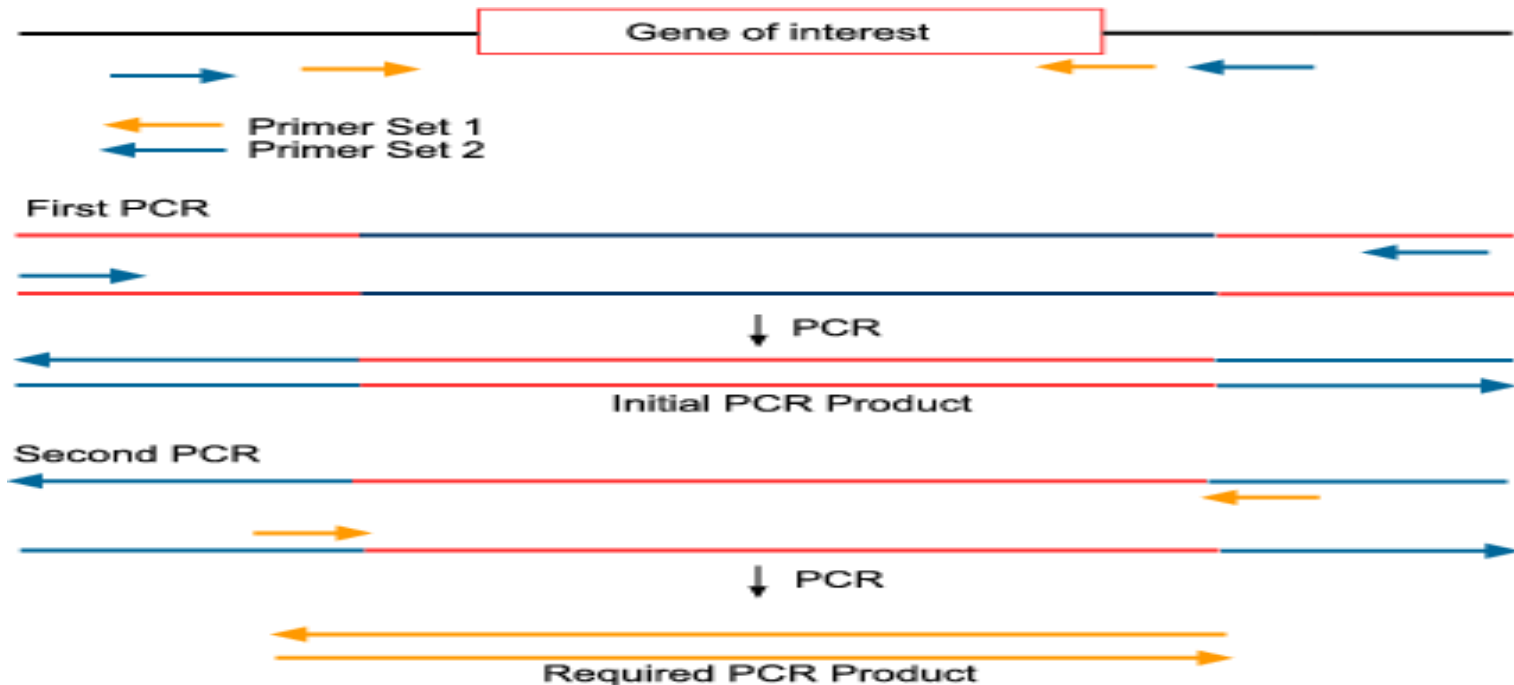 Gene of interest
Primer Set 1
Primer Set 2
First PCR
PCR
Initial PCR Product
Second PCR
PCR
Required PCR Product